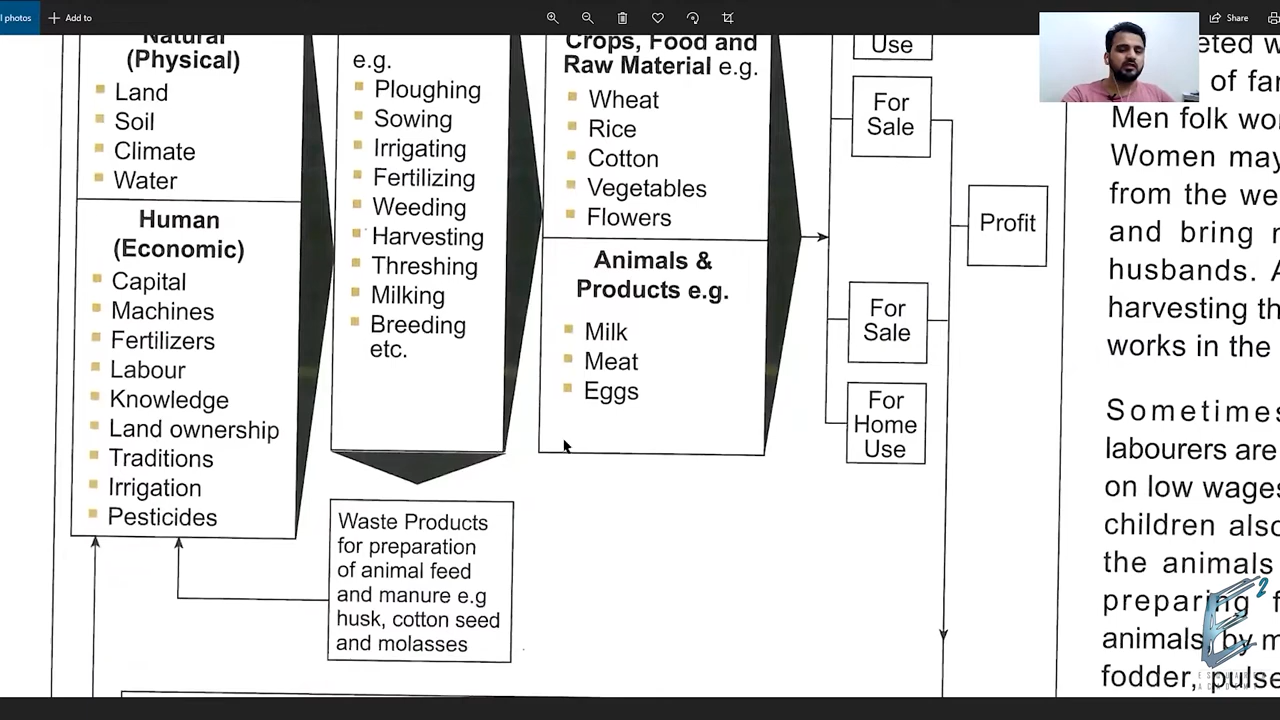 l photos
Add to
Share
Natural
(Physical)
Land
Soil
Climate
Water
Human
(Economic)
Capital
Machines
Fertilizers
Labour
Knowledge
Land ownership
Traditions
Irrigation
Pesticides
e.g.
Ploughing
Sowing
Irrigating
Fertilizing
Weeding
Harvesting
Threshing
Milking
Breeding
etc.
Waste Products
for preparation
of animal feed
and manure e.g
husk, cotton seed
and molasses
Crops, Food and
Raw Material e.g.
Wheat
Rice
Cotton
Vegetables
Flowers
Animals &
Products e.g.
Milk
Meat
Eggs
Use
For
Sale
For
Sale
For
Home
Use
Profit
eted w
of far
Men folk wo
Women may
from the we
and bring
husbands. A
harvesting th
works in the
Sometimes
labourers are
on low wages
children also
the animals
preparing f
animals, by m
fodder, pulse
E²